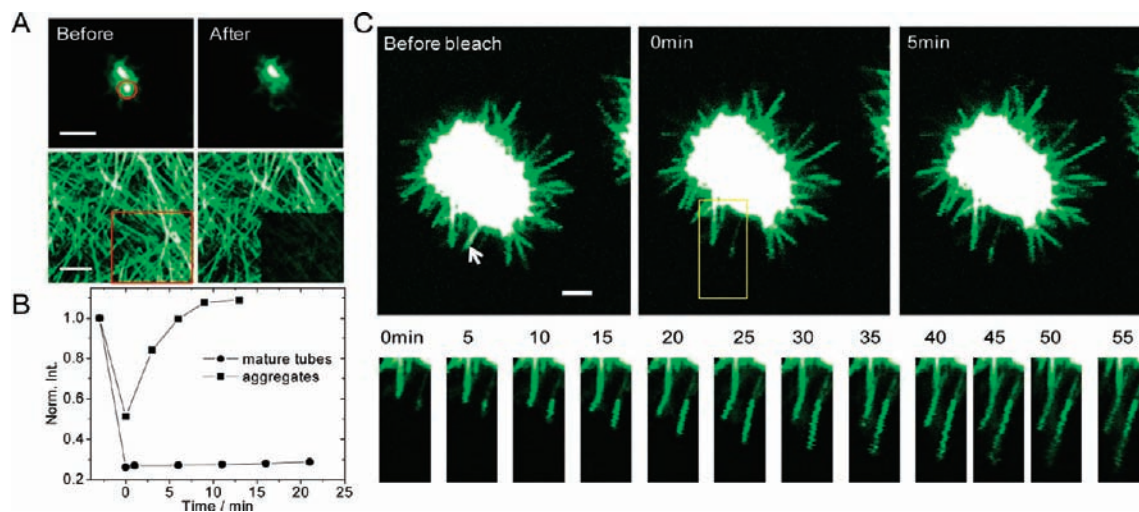 A
Before
After
B
Norm. Int.
1.0
0.8
0.6
0.4
0.2
mature tubes
aggregates
0 5 10 15 20 25
Time / min
C
Before bleach
0min
5min
0min 5 10 15 20 25 30 35 40 45 50 55